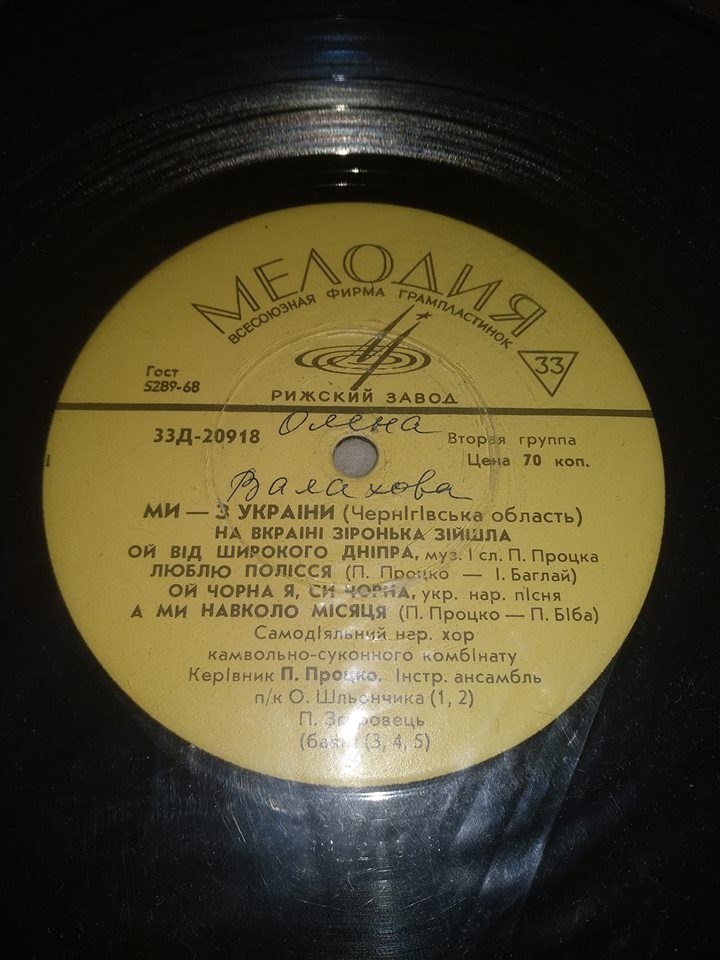 МЕЛОДИЯ
ВСЕСОЮЗНАЯ ФИРМА ГРАМПЛАСТИНОК
33
Гост
5289-68
РИЖСКИЙ ЗАВОД
Олена
33Д-20918
Вторая группа
Цена 70 коп.
Валахова
МИ — З УКРАІНИ (ЧернІгІвська область)
НА ВКРАІНІ ЗІРОНЬКА ЗІЙШЛА
ОЙ ВІД ШИРОКОГО ДНІПРА, муз. І сл. П. Процка
ЛЮБЛЮ ПОЛІССЯ (П. Процко — І. Баглай)
ОЙ ЧОРНА Я, СИ ЧОРНА, укр. нар. пІсня
А МИ НАВКОЛО МІСЯЦЯ (П. Процко — П. БІба)
СамодІяльний нар. хор
камвольно-суконного комбІнату
КерІвник П. Процко. Інстр. ансамбль
п/к О. Шльончика (1, 2)
П.
(3, 4, 5)